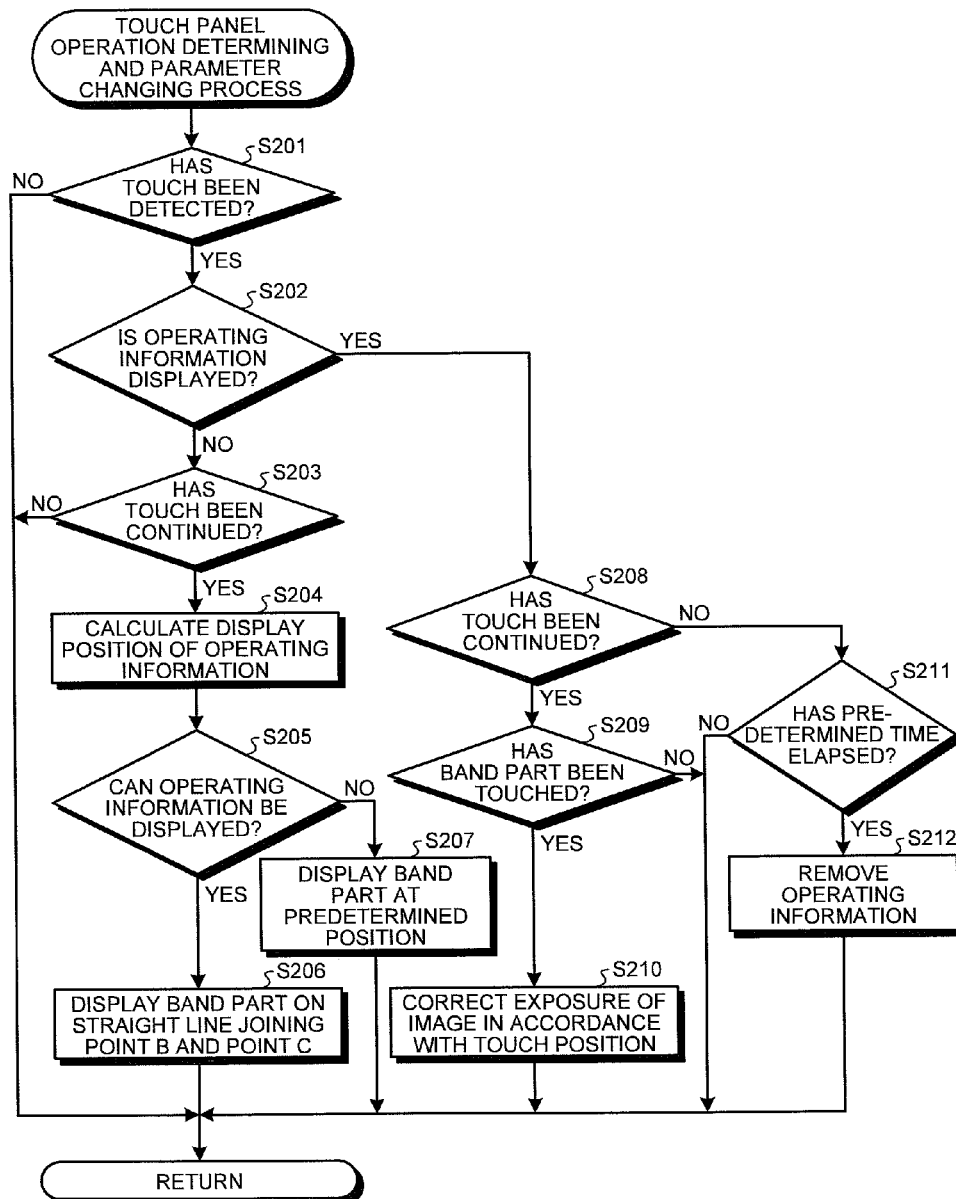 TOUCH PANEL
OPERATION DETERMINING
AND PARAMETER
CHANGING PROCESS
S201
HAS
TOUCH BEEN
DETECTED?
NO
YES
S202
IS OPERATING
INFORMATION
DISPLAYED?
YES
NO
S203
HAS
TOUCH BEEN
CONTINUED?
NO
YES
S204
CALCULATE DISPLAY
POSITION OF OPERATING
INFORMATION
S205
CAN OPERATING
INFORMATION BE
DISPLAYED?
NO
YES
S207
DISPLAY BAND
PART AT
PREDETERMINED
POSITION
S206
DISPLAY BAND PART ON
STRAIGHT LINE JOINING
POINT B AND POINT C
S208
HAS
TOUCH BEEN
CONTINUED?
NO
YES
S209
HAS
BAND PART BEEN
TOUCHED?
NO
YES
S210
CORRECT EXPOSURE OF
IMAGE IN ACCORDANCE
WITH TOUCH POSITION
S211
HAS PRE-
DETERMINED TIME
ELAPSED?
NO
YES
S212
REMOVE
OPERATING
INFORMATION
RETURN